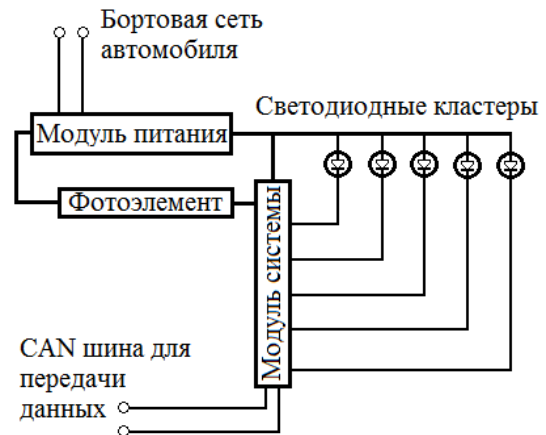 Бортовая сеть
автомобиля
Светодиодные кластеры
Модуль питания
Фотоэлемент
Модуль системы
CAN шина для
передачи
данных